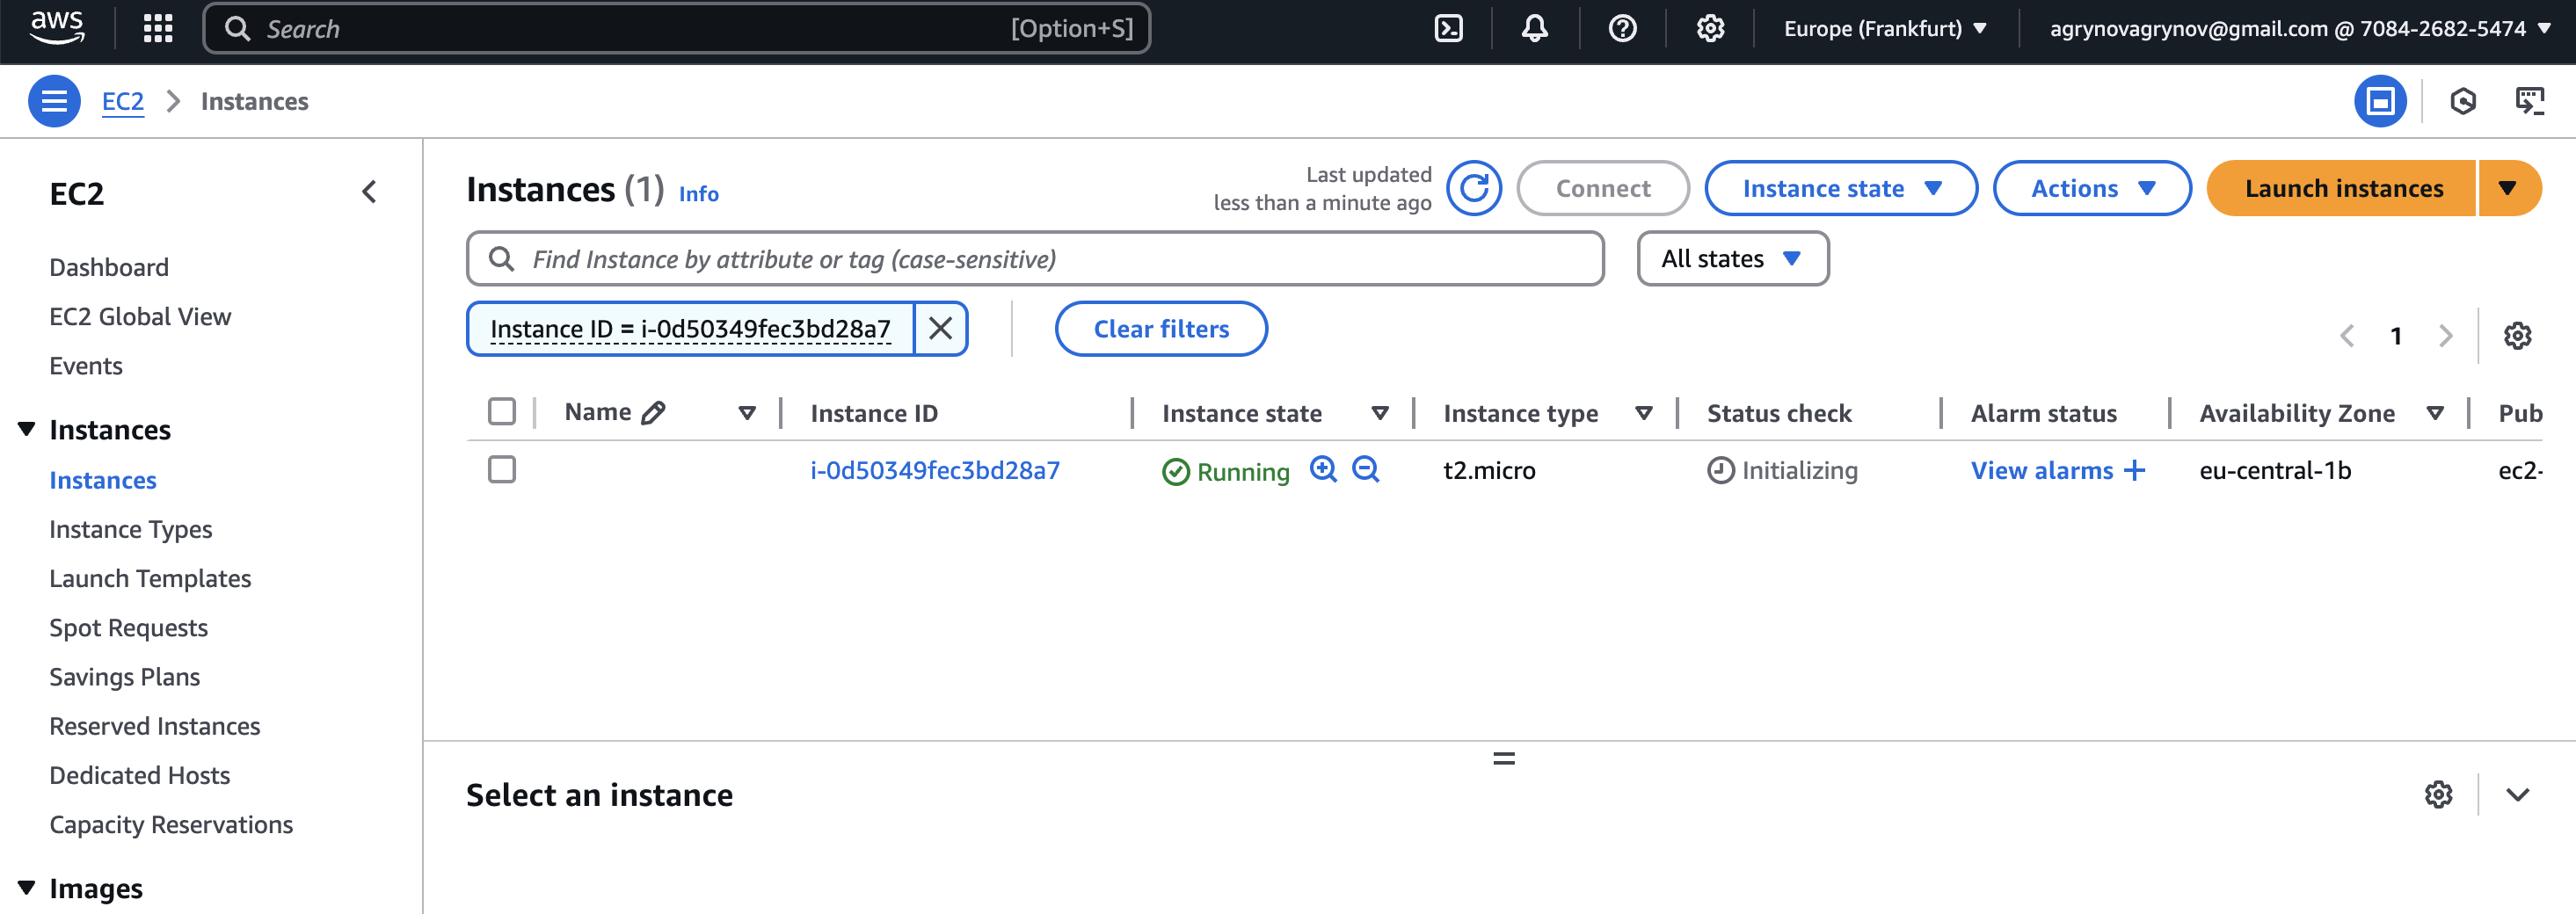 aws
Search [Option+S]
Europe (Frankfurt)
agrynovagrynov@gmail.com @ 7084-2682-5474
EC2 Instances
EC2
Dashboard
EC2 Global View
Events
Instances
Instances
Instance Types
Launch Templates
Spot Requests
Savings Plans
Reserved Instances
Dedicated Hosts
Capacity Reservations
Images
Instances (1) Info
Last updated
less than a minute ago
Connect
Instance state
Actions
Launch instances
Find Instance by attribute or tag (case-sensitive)
All states
Instance ID = i-0d50349fec3bd28a7
Clear filters
1
Name Instance ID Instance state Instance type Status check Alarm status Availability Zone Pub
i-0d50349fec3bd28a7 Running t2.micro Initializing View alarms + eu-central-1b ec2-
Select an instance